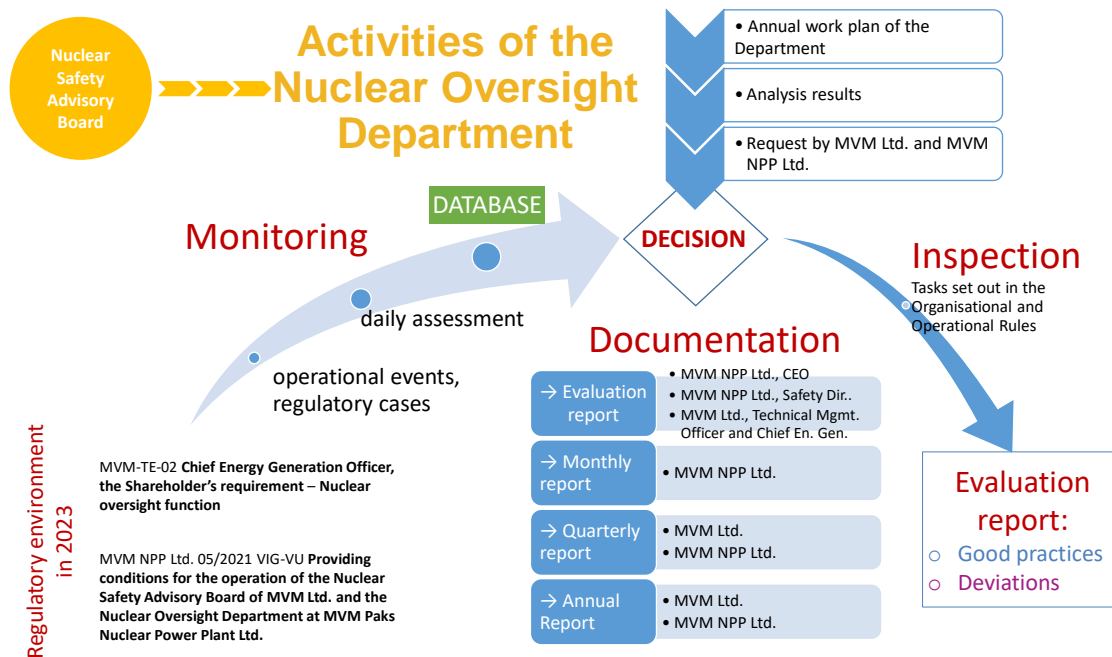 Nuclear
Safety
Advisory
Board
Activities of the
Nuclear Oversight
Department
• Annual work plan of the
Department
• Analysis results
• Request by MVM Ltd. and MVM
NPP Ltd.
DATABASE
Monitoring
DECISION
Inspection
Tasks set out in the
Organisational and
Operational Rules
daily assessment
operational events,
regulatory cases
Documentation
→ Evaluation
report
• MVM NPP Ltd., CEO
• MVM NPP Ltd., Safety Dir..
• MVM Ltd., Technical Mgmt.
Officer and Chief En. Gen.
→ Monthly
report
• MVM NPP Ltd.
→ Quarterly
report
• MVM Ltd.
• MVM NPP Ltd.
→ Annual
Report
• MVM Ltd.
• MVM NPP Ltd.
Regulatory environment
in 2023
MVM-TE-02 Chief Energy Generation Officer,
the Shareholder's requirement – Nuclear
oversight function
MVM NPP Ltd. 05/2021 VIG-VU Providing
conditions for the operation of the Nuclear
Safety Advisory Board of MVM Ltd. and the
Nuclear Oversight Department at MVM Paks
Nuclear Power Plant Ltd.
Evaluation
report:
o Good practices
o Deviations